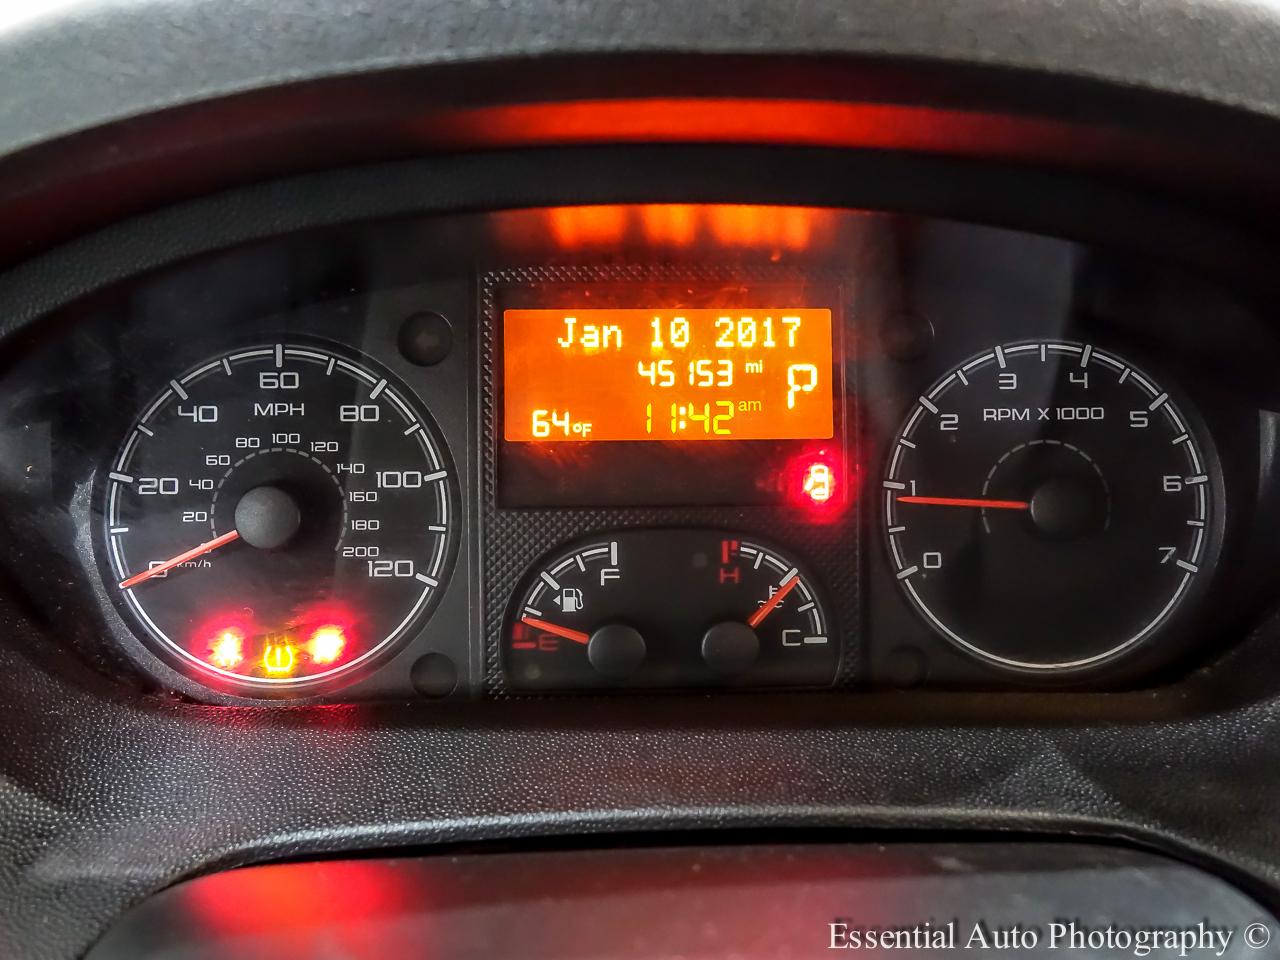 Jan 10 2017
45153 mi
P
64°F 11:42 am
0 20 40 60 80 100 120
MPH
20 40 60 80 100 120 140 160 180 200
km/h
F
E
H
C
0 1 2 3 4 5 6 7
RPM X 1000
Essential Auto Photography ©